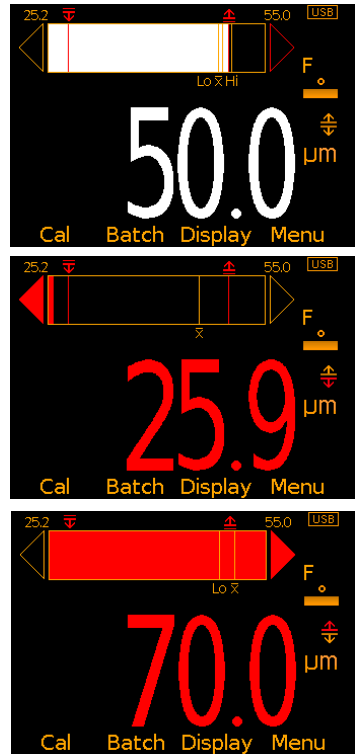 25.2 55.0 USB
Lo x̅ Hi
F
50.0 µm
Cal Batch Display Menu
25.2 55.0 USB
x̅
F
25.9 µm
Cal Batch Display Menu
25.2 55.0 USB
Lo x̅
F
70.0 µm
Cal Batch Display Menu